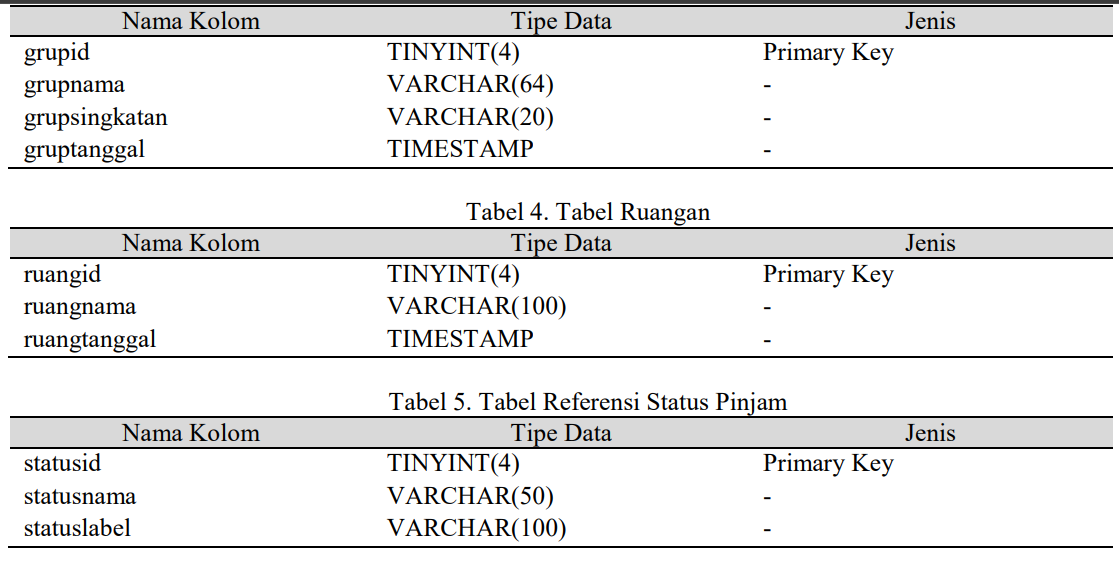 Nama Kolom Tipe Data Jenis
grupid TINYINT(4) Primary Key
grupnama VARCHAR(64) -
grupsingkatan VARCHAR(20) -
gruptanggal TIMESTAMP -
Tabel 4. Tabel Ruangan
Nama Kolom Tipe Data Jenis
ruangid TINYINT(4) Primary Key
ruangnama VARCHAR(100) -
ruangtanggal TIMESTAMP -
Tabel 5. Tabel Referensi Status Pinjam
Nama Kolom Tipe Data Jenis
statusid TINYINT(4) Primary Key
statusnama VARCHAR(50) -
statuslabel VARCHAR(100) -